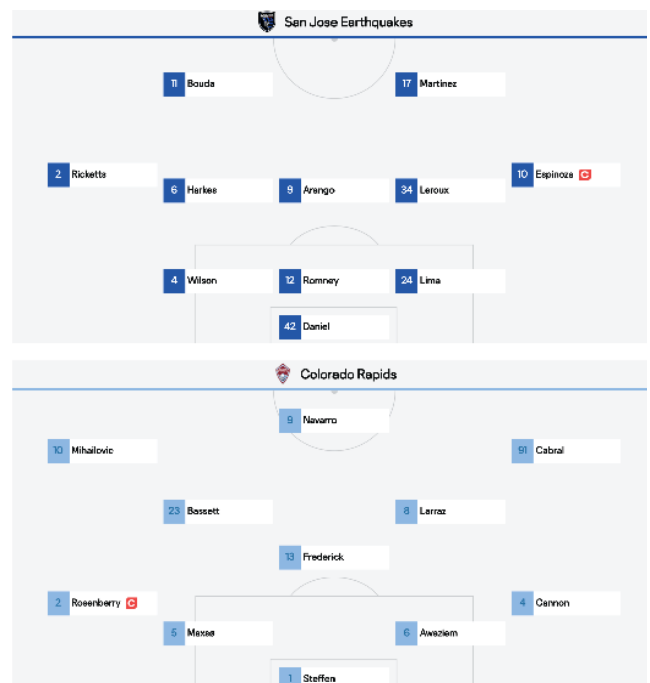 San Jose Earthquakes
11 Bouda
17 Martinez
2 Ricketts
10 Espinoza C
6 Harkes
9 Arango
34 Leroux
4 Wilson
12 Romney
24 Lima
42 Daniel
Colorado Rapids
9 Navarro
10 Mihailovic
91 Cabral
23 Bassett
8 Larraz
13 Frederick
2 Rosenberry C
4 Cannon
5 Maxsø
6 Awaziem
1 Steffen